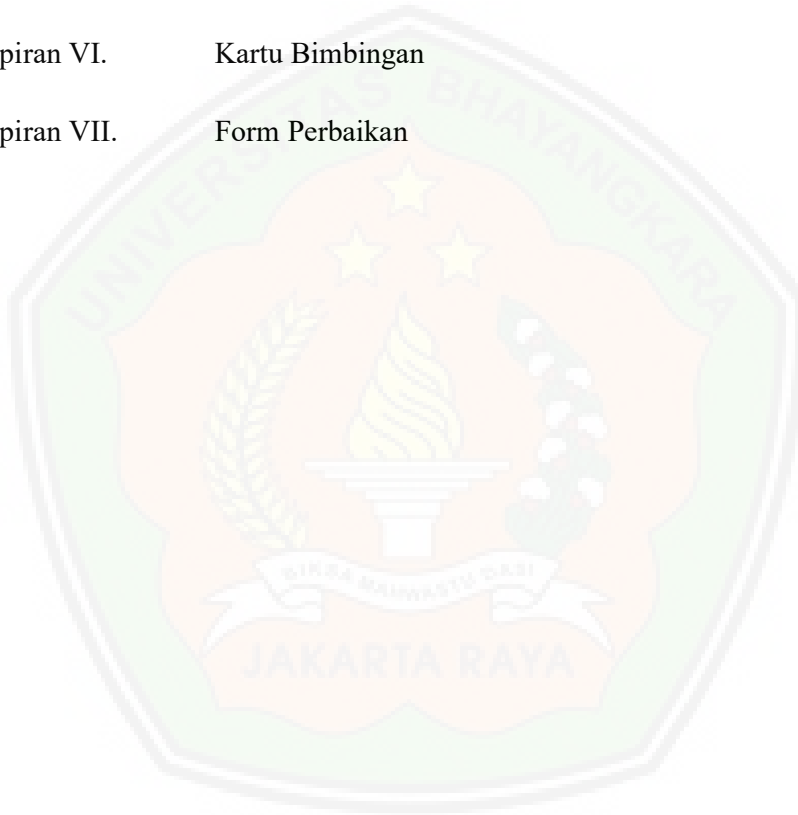 piran VI. Kartu Bimbingan
piran VII. Form Perbaikan
UNIVERSITAS BHAYANGKARA
JAKARTA RAYA